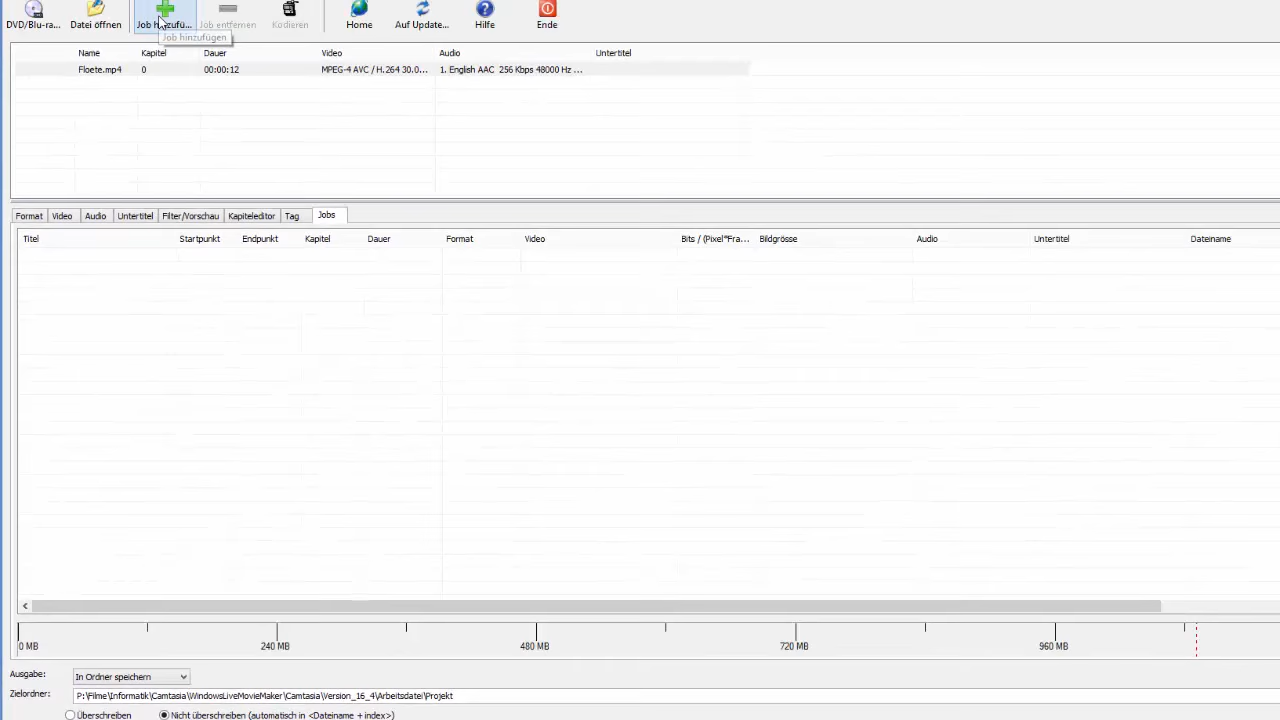 DVD/Blu-ra... Datei öffnen Job hinzufü... Job entfernen Kodieren Home Auf Update... Hilfe Ende
Job hinzufügen
Name Kapitel Dauer Video Audio Untertitel
Floete.mp4 0 00:00:12 MPEG-4 AVC / H.264 30.0... 1. English AAC 256 Kbps 48000 Hz ...
Format Video Audio Untertitel Filter/Vorschau Kapiteleditor Tag Jobs
Titel Startpunkt Endpunkt Kapitel Dauer Format Video Bits / (Pixel*Fra... Bildgrösse Audio Untertitel Dateiname
0 MB 240 MB 480 MB 720 MB 960 MB
Ausgabe: In Ordner speichern
Zielordner: P:\Filme\Informatik\Camtasia\WindowsLiveMovieMaker\Camtasia\Version_16_4\Arbeitsdatei\Projekt
Überschreiben Nicht überschreiben (automatisch in <Dateiname + index>)